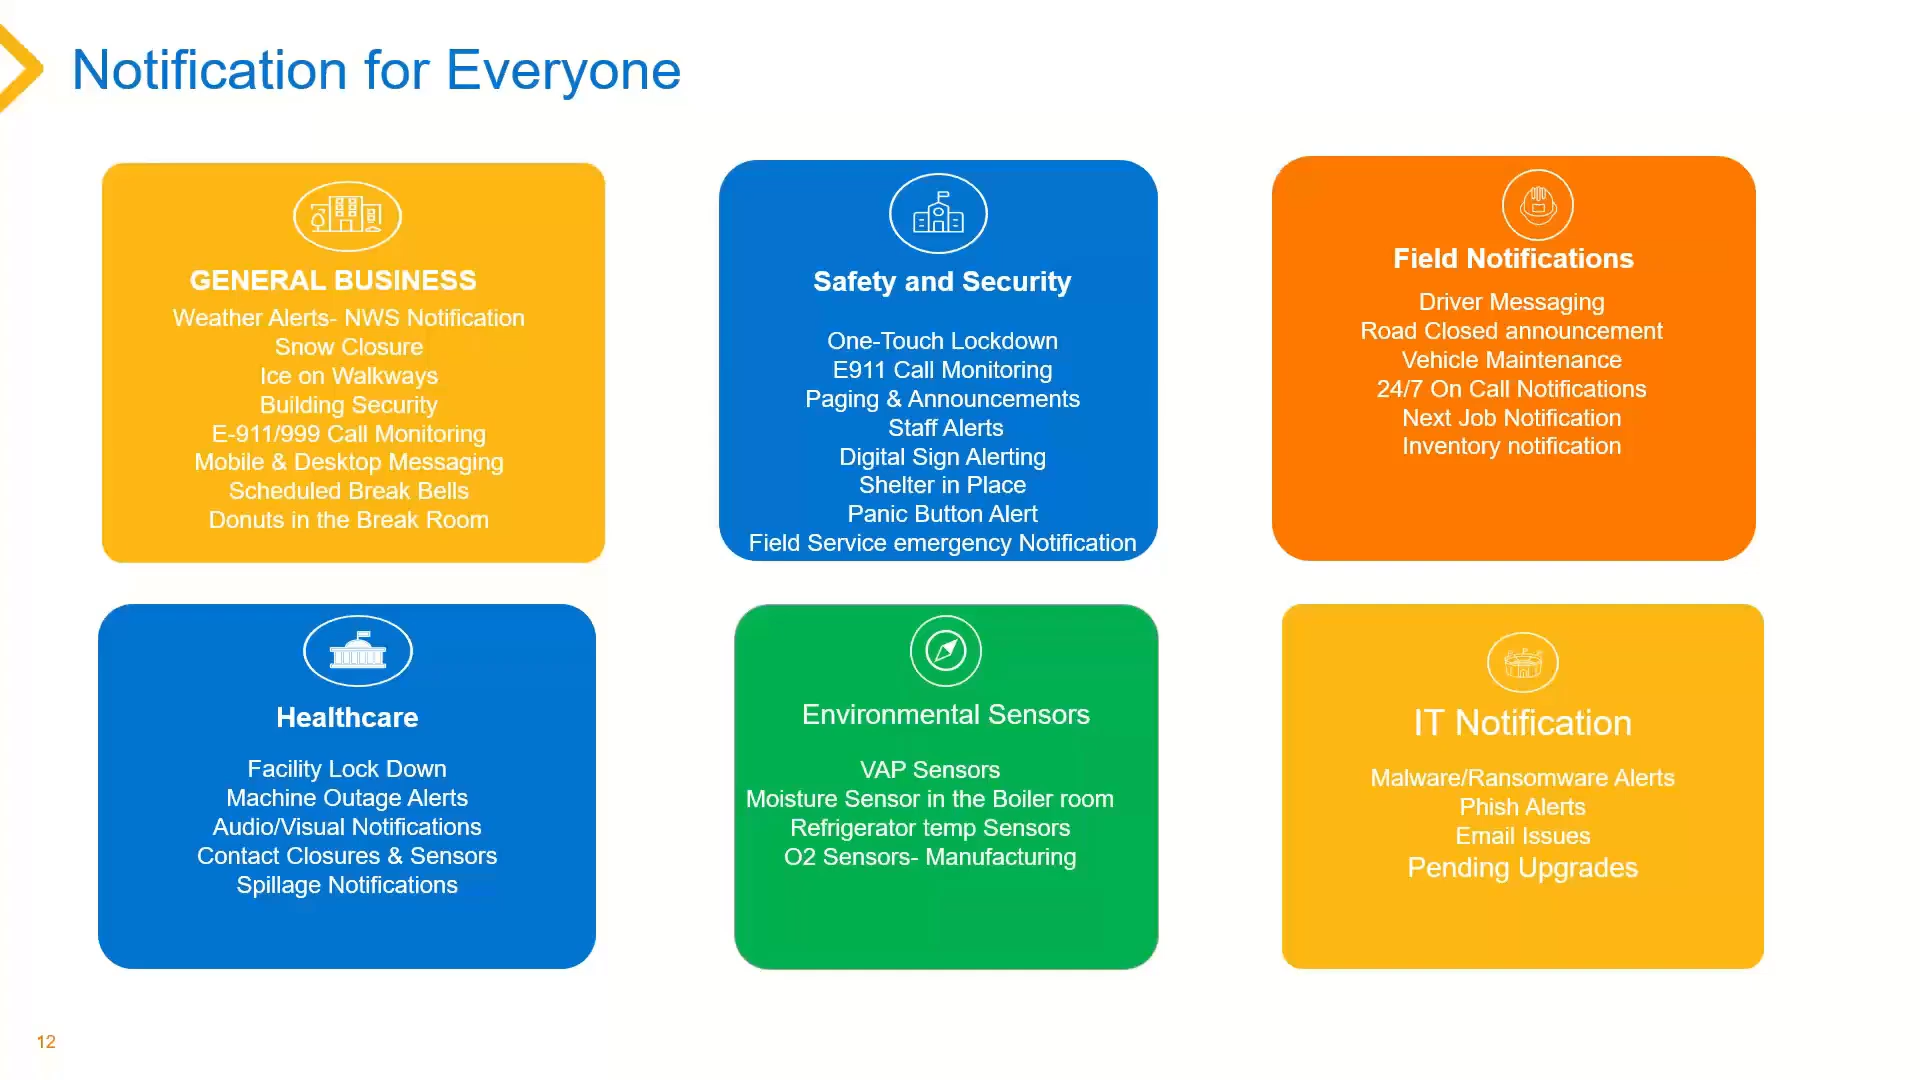 Notification for Everyone
GENERAL BUSINESS
Weather Alerts- NWS Notification
Snow Closure
Ice on Walkways
Building Security
E-911/999 Call Monitoring
Mobile & Desktop Messaging
Scheduled Break Bells
Donuts in the Break Room
Safety and Security
One-Touch Lockdown
E911 Call Monitoring
Paging & Announcements
Staff Alerts
Digital Sign Alerting
Shelter in Place
Panic Button Alert
Field Service emergency Notification
Field Notifications
Driver Messaging
Road Closed announcement
Vehicle Maintenance
24/7 On Call Notifications
Next Job Notification
Inventory notification
Healthcare
Facility Lock Down
Machine Outage Alerts
Audio/Visual Notifications
Contact Closures & Sensors
Spillage Notifications
Environmental Sensors
VAP Sensors
Moisture Sensor in the Boiler room
Refrigerator temp Sensors
O2 Sensors- Manufacturing
IT Notification
Malware/Ransomware Alerts
Phish Alerts
Email Issues
Pending Upgrades
12